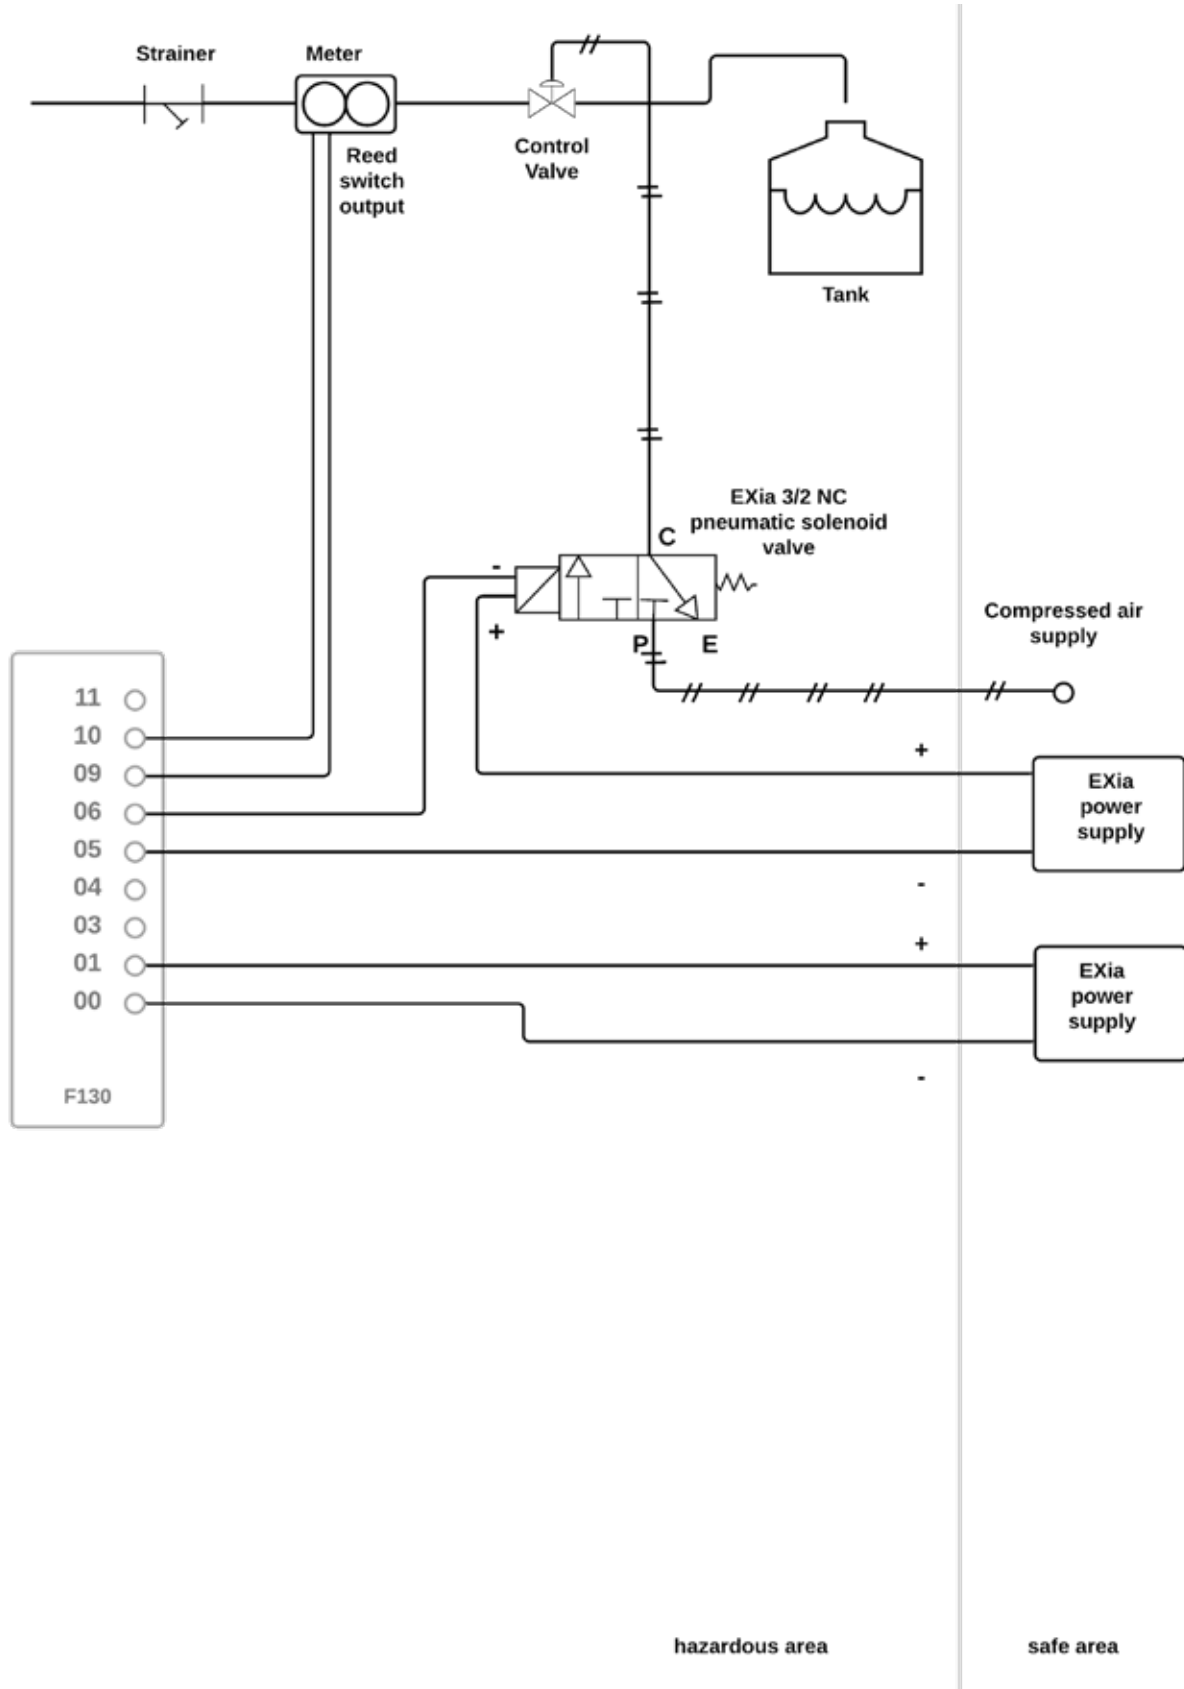 Strainer
Meter
Reed
switch
output
Control
Valve
Tank
EXia 3/2 NC
pneumatic solenoid
valve
C
-
+
P
E
Compressed air
supply
11
10
09
06
05
04
03
01
00
F130
+
EXia
power
supply
-
+
EXia
power
supply
-
hazardous area
safe area